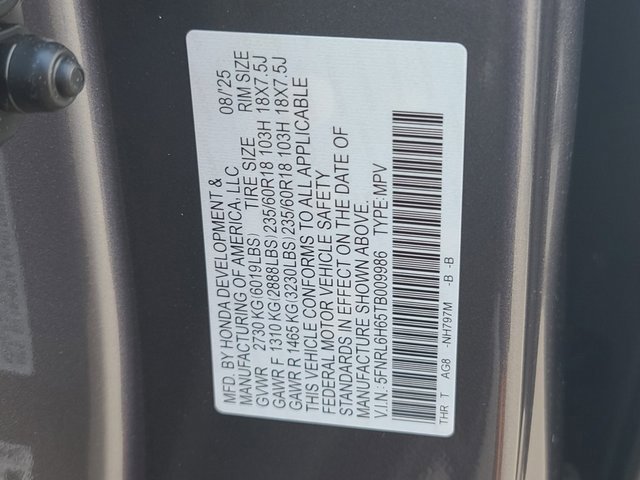 MFD. BY HONDA DEVELOPMENT & 08/'25
MANUFACTURING OF AMERICA, LLC
GVWR 2730 KG(6019LBS) TIRE SIZE RIM SIZE
GAWR F 1310 KG(2888LBS)235/60R18 103H 18X7.5J
GAWR R 1465 KG(3230LBS)235/60R18 103H 18X7.5J
THIS VEHICLE CONFORMS TO ALL APPLICABLE
FEDERAL MOTOR VEHICLE SAFETY
STANDARDS IN EFFECT ON THE DATE OF
MANUFACTURE SHOWN ABOVE.
V.I.N.: 5FNRL6H65TB009986 TYPE:MPV
THR T AG8 -NH797M -B -B